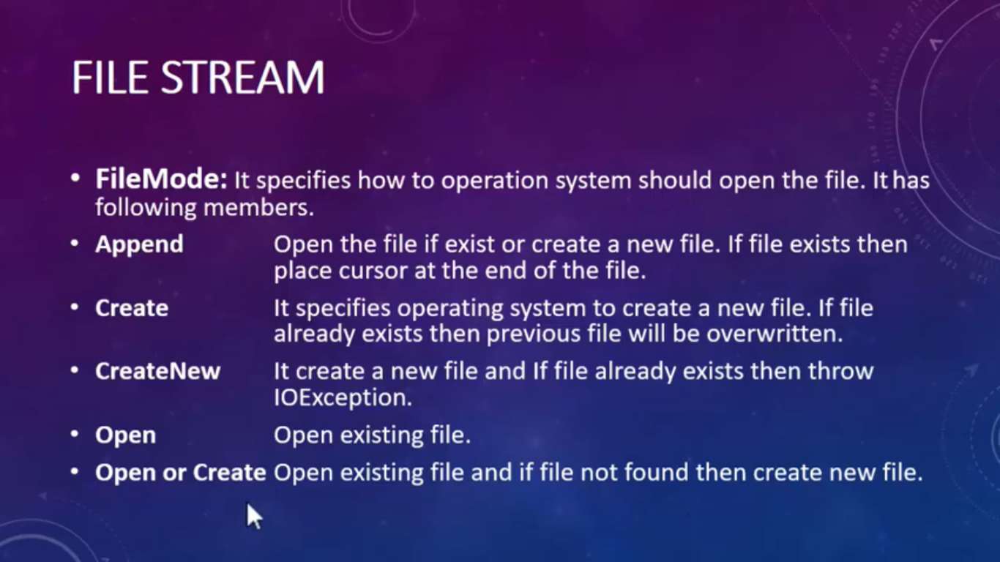 FILE STREAM
• FileMode: It specifies how to operation system should open the file. It has
following members.
• Append Open the file if exist or create a new file. If file exists then
place cursor at the end of the file.
• Create It specifies operating system to create a new file. If file
already exists then previous file will be overwritten.
• CreateNew It create a new file and If file already exists then throw
IOException.
• Open Open existing file.
• Open or Create Open existing file and if file not found then create new file.